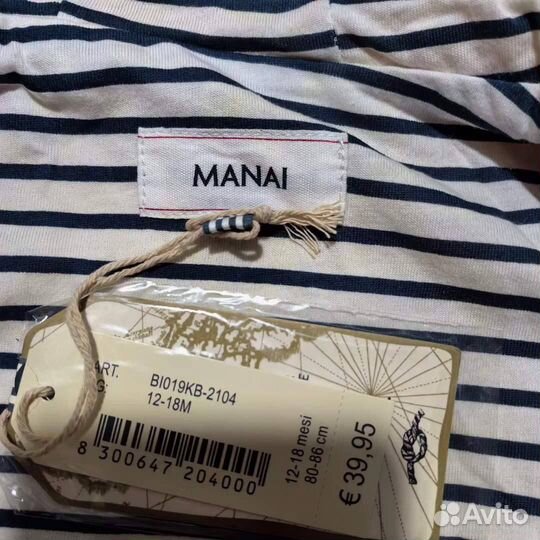 MANAI
ART. BI019KB-2104
G: 12-18M
8 300647 204000
12-18 mesi
80-86 cm
€ 39,95
Avito